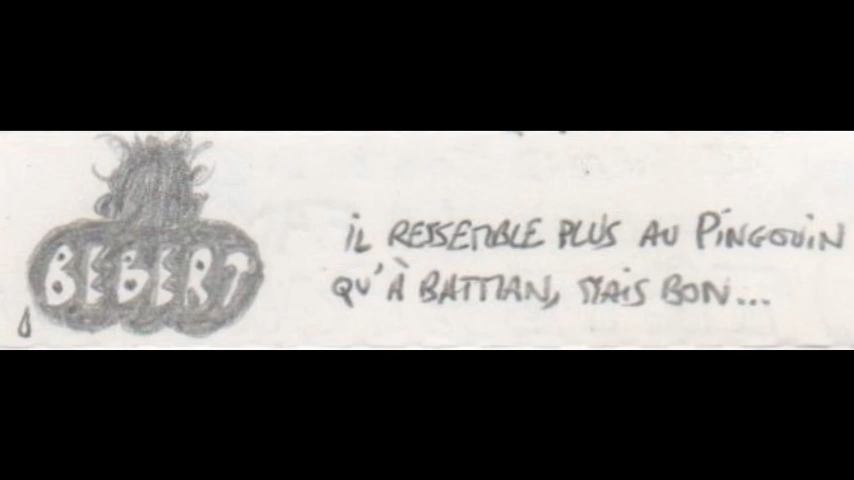 BEBERT
IL RESSEMBLE PLUS AU PINGOUIN
QU'À BATMAN, MAIS BON...